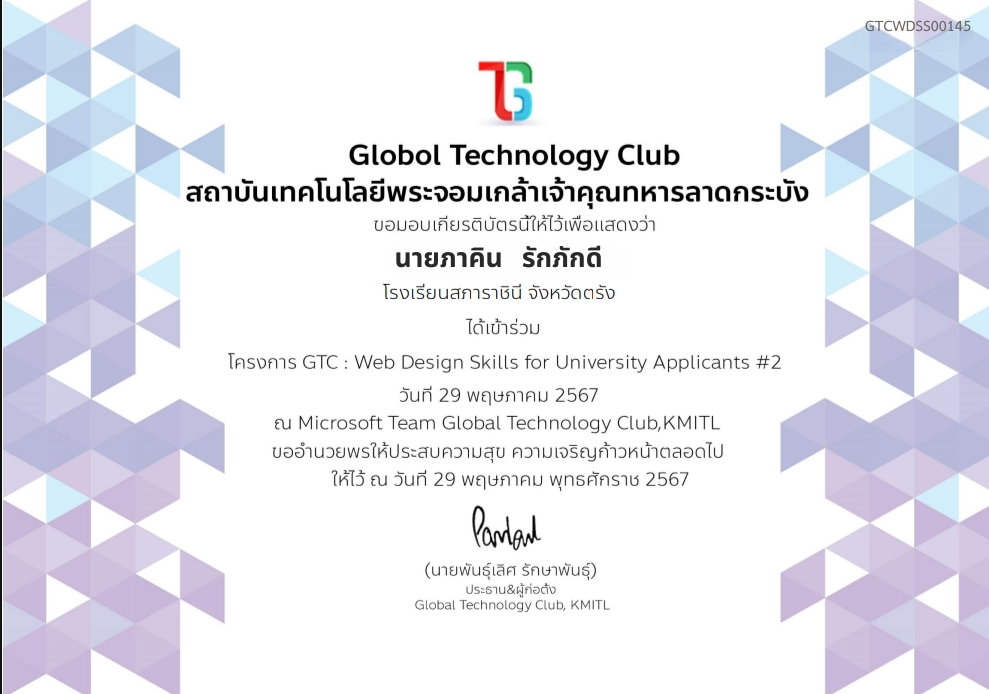 GTCWDSS00145
Globol Technology Club
สถาบันเทคโนโลยีพระจอมเกล้าเจ้าคุณทหารลาดกระบัง
ขอมอบเกียรติบัตรนี้ให้ไว้เพื่อแสดงว่า
นายภาคิน รักภักดี
โรงเรียนสภาราชินี จังหวัดตรัง
ได้เข้าร่วม
โครงการ GTC : Web Design Skills for University Applicants #2
วันที่ 29 พฤษภาคม 2567
ณ Microsoft Team Global Technology Club,KMITL
ขออำนวยพรให้ประสบความสุข ความเจริญก้าวหน้าตลอดไป
ให้ไว้ ณ วันที่ 29 พฤษภาคม พุทธศักราช 2567
(นายพันธุ์เลิศ รักษาพันธุ์)
ประธาน&ผู้ก่อตั้ง
Global Technology Club, KMITL